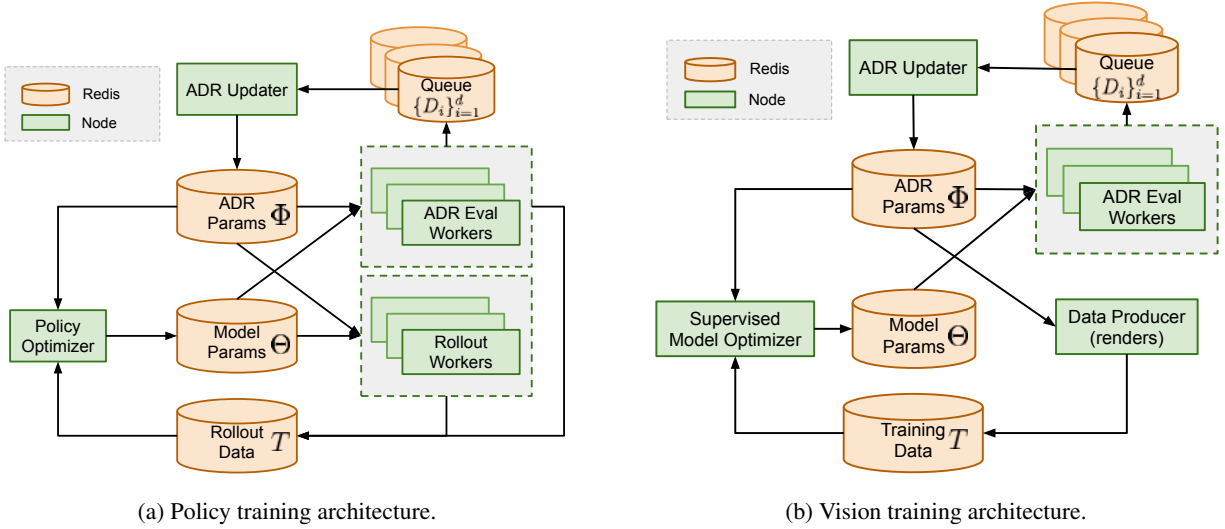 Redis
Node
ADR Updater
Queue
{D_i}_{i=1}^d
ADR
Params Φ
ADR Eval
Workers
Policy
Optimizer
Model
Params Θ
Rollout
Workers
Rollout
Data T
(a) Policy training architecture.
Redis
Node
ADR Updater
Queue
{D_i}_{i=1}^d
ADR
Params Φ
ADR Eval
Workers
Supervised
Model Optimizer
Model
Params Θ
Data Producer
(renders)
Training
Data T
(b) Vision training architecture.